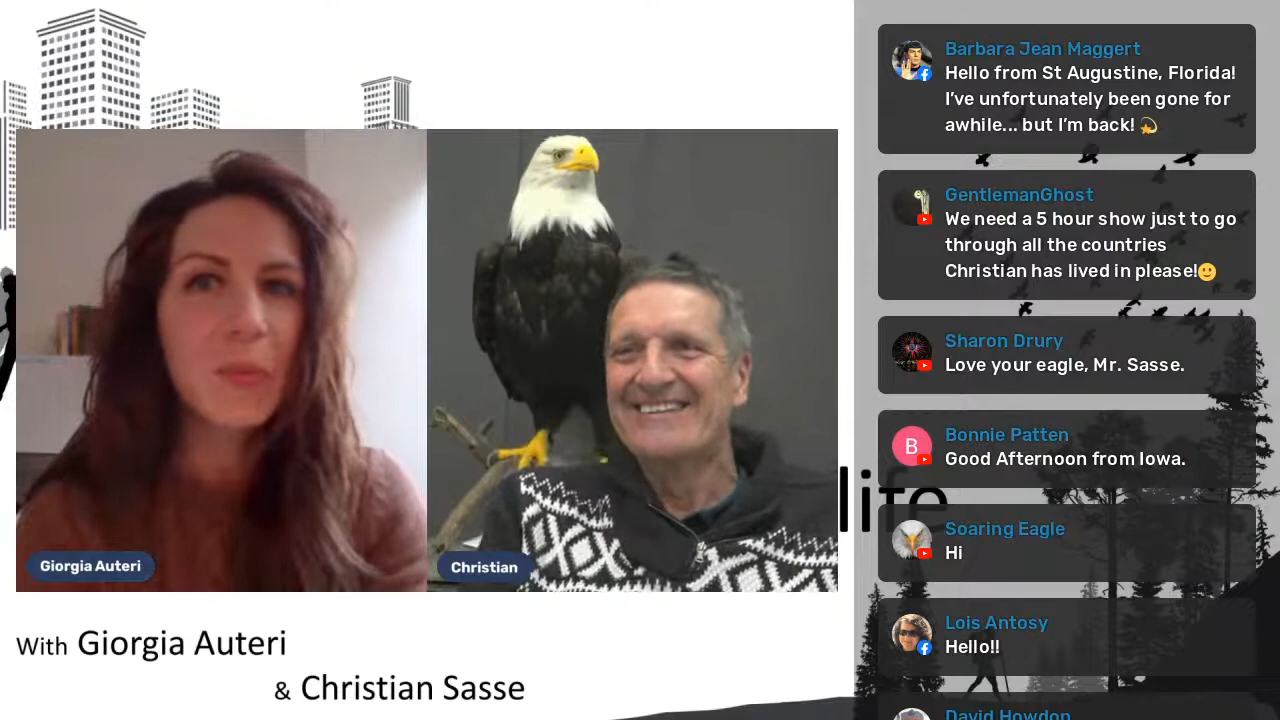 Giorgia Auteri
Christian
With Giorgia Auteri
& Christian Sasse
life
Barbara Jean Maggert
Hello from St Augustine, Florida!
I’ve unfortunately been gone for
awhile... but I’m back! 💫
GentlemanGhost
We need a 5 hour show just to go
through all the countries
Christian has lived in please!🙂
Sharon Drury
Love your eagle, Mr. Sasse.
B
Bonnie Patten
Good Afternoon from Iowa.
Soaring Eagle
Hi
Lois Antosy
Hello!!
David Howdon